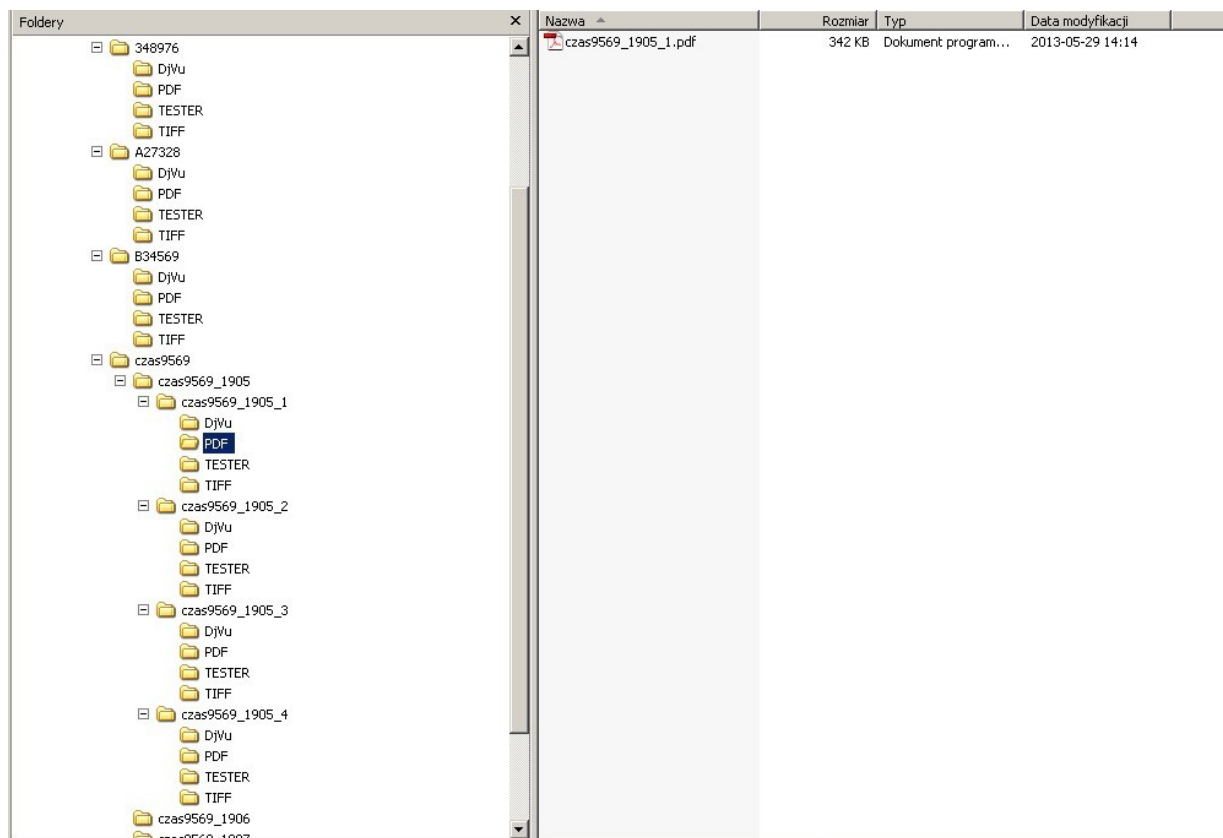 Foldery
348976
DjVu
PDF
TESTER
TIFF
A27328
DjVu
PDF
TESTER
TIFF
B34569
DjVu
PDF
TESTER
TIFF
czas9569
czas9569_1905
czas9569_1905_1
DjVu
PDF
TESTER
TIFF
czas9569_1905_2
DjVu
PDF
TESTER
TIFF
czas9569_1905_3
DjVu
PDF
TESTER
TIFF
czas9569_1905_4
DjVu
PDF
TESTER
TIFF
czas9569_1906
Nazwa Rozmiar Typ Data modyfikacji
czas9569_1905_1.pdf 342 KB Dokument program... 2013-05-29 14:14